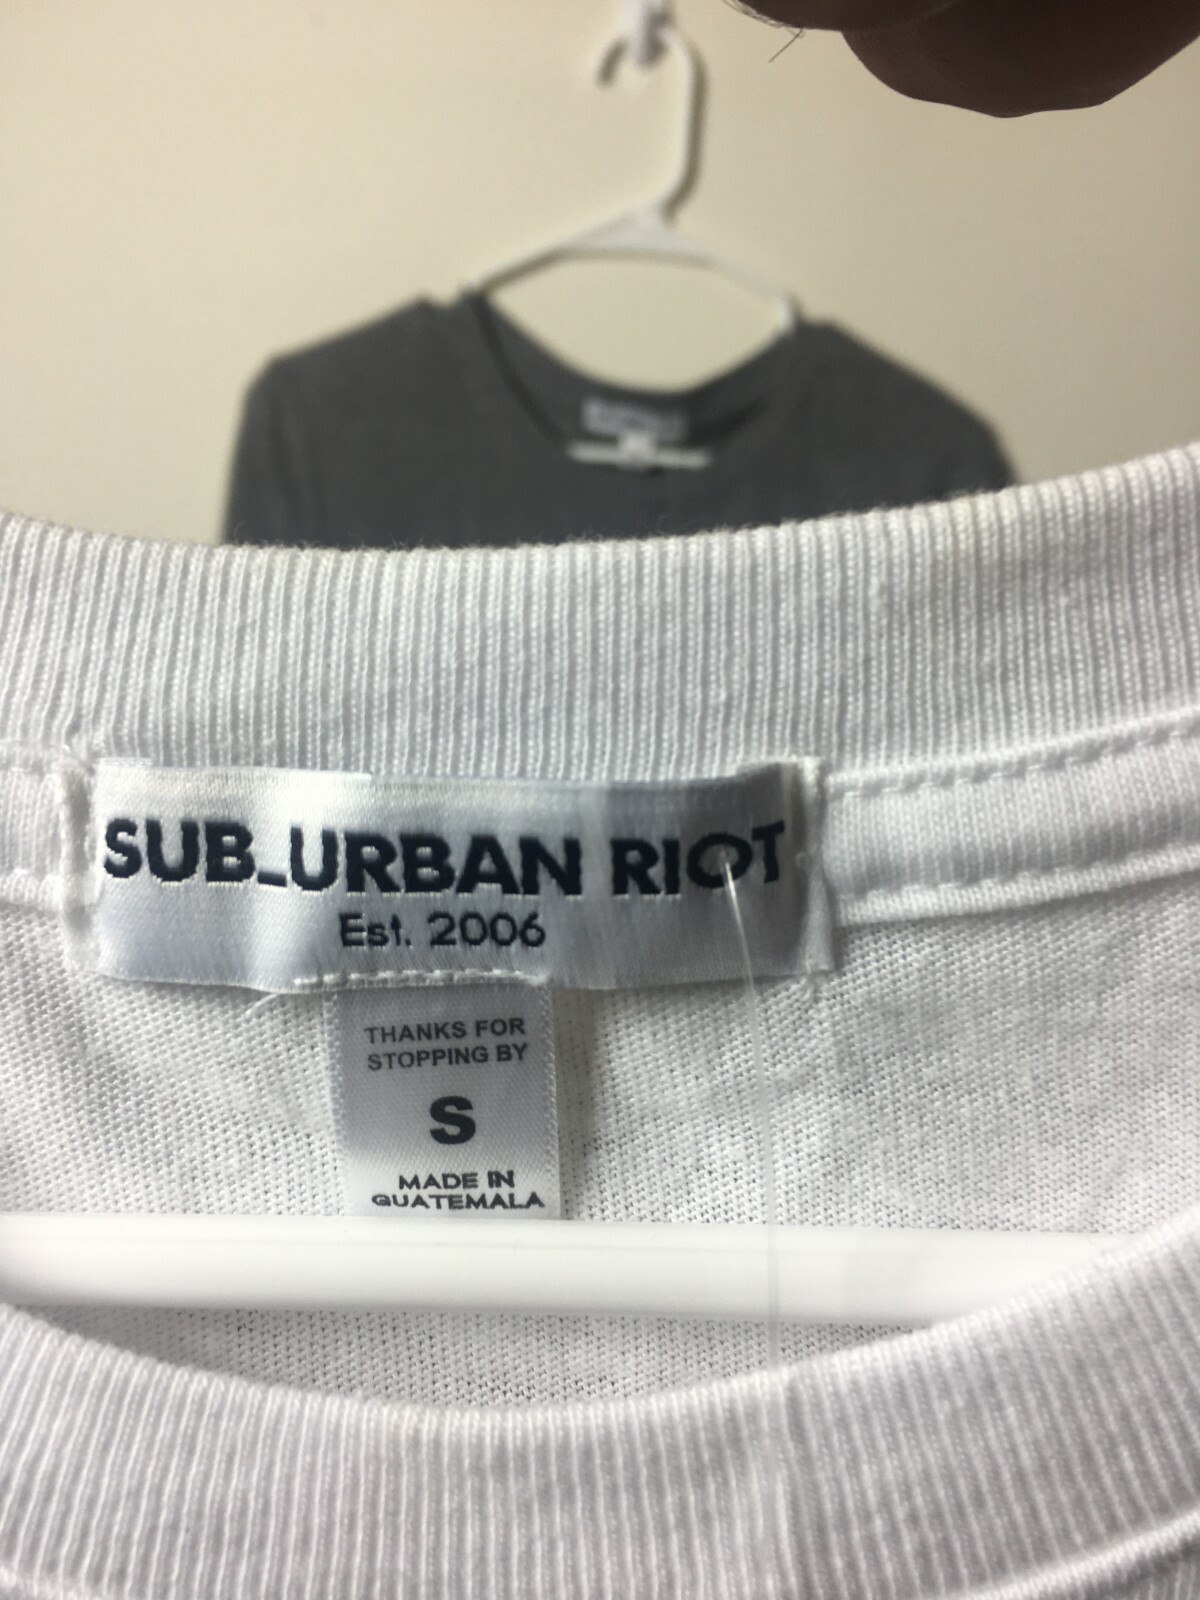 SUB_URBAN RIOT
Est. 2006
THANKS FOR
STOPPING BY
S
MADE IN
GUATEMALA